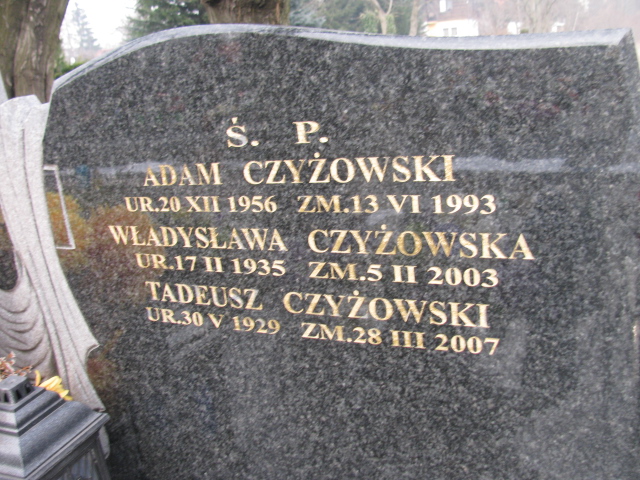 Ś. P.
ADAM CZYŻOWSKI
UR.20 XII 1956 ZM.13 VI 1993
WŁADYSŁAWA CZYŻOWSKA
UR.17 II 1935 ZM.5 II 2003
TADEUSZ CZYŻOWSKI
UR.30 V 1929 ZM.28 III 2007